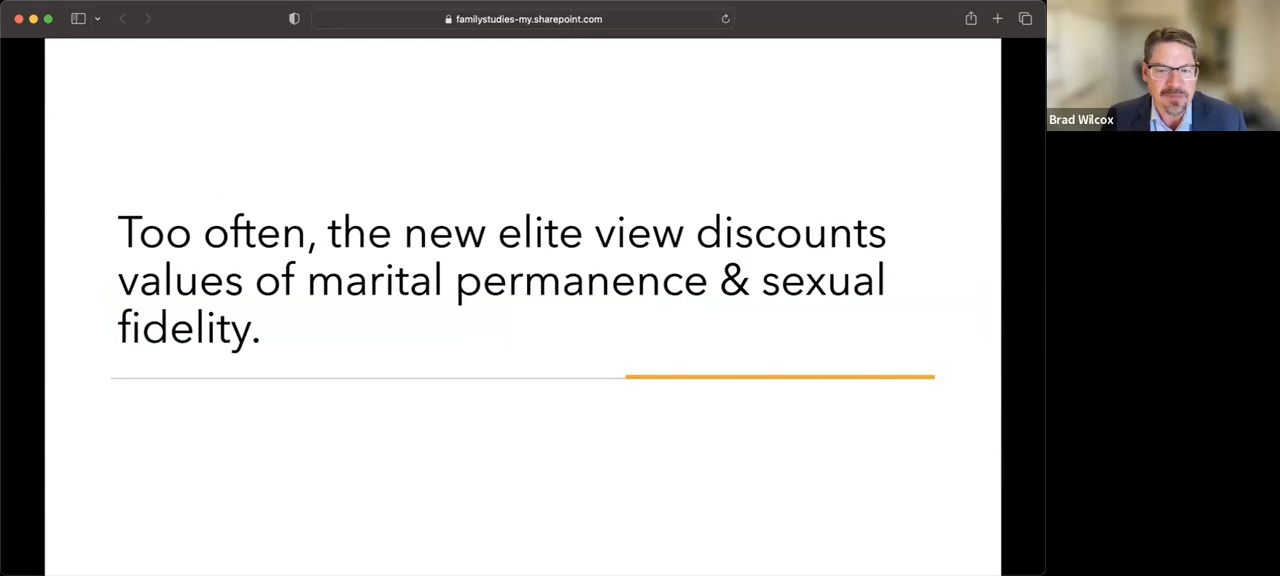 familystudies-my.sharepoint.com
Brad Wilcox
Too often, the new elite view discounts
values of marital permanence & sexual
fidelity.